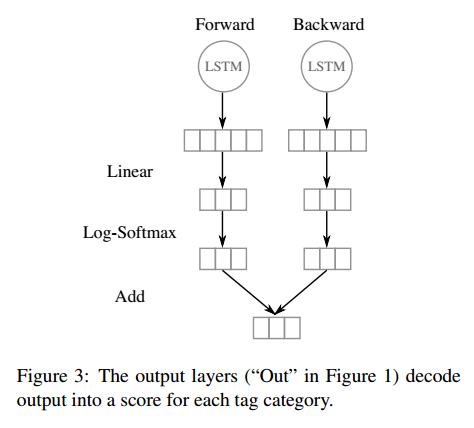 Forward Backward
LSTM LSTM
Linear
Log-Softmax
Add
Figure 3: The output layers (“Out” in Figure 1) decode
output into a score for each tag category.